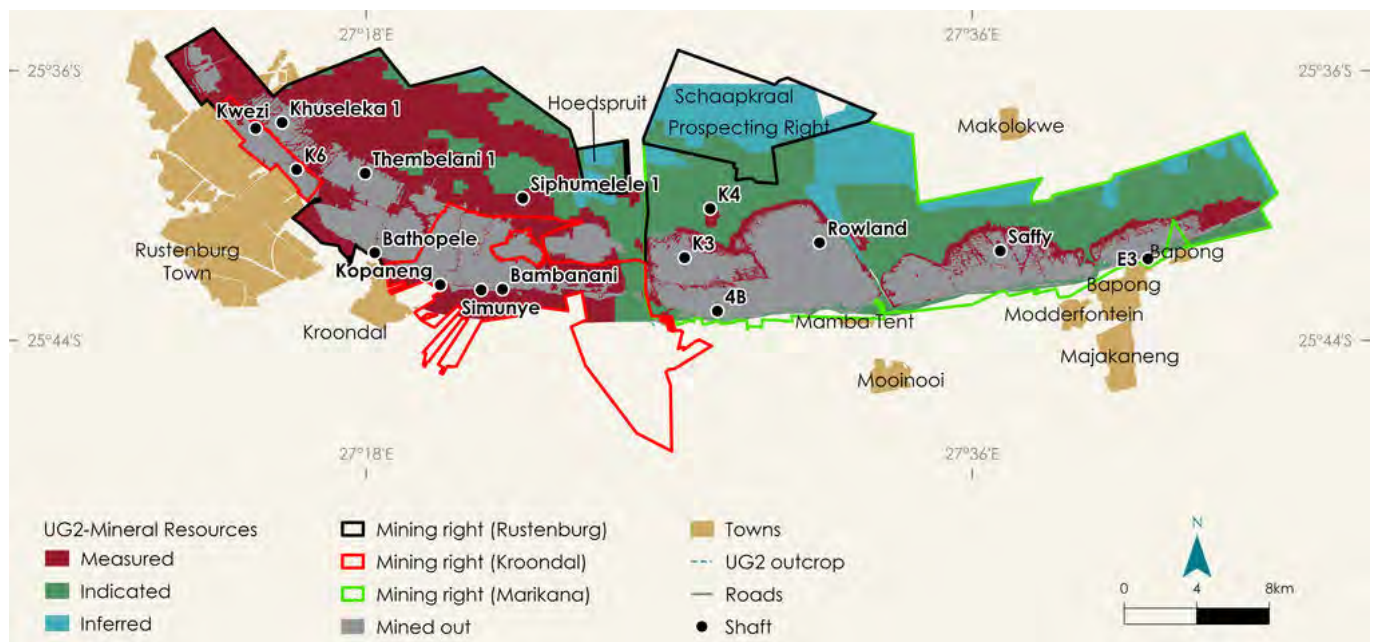 27°18'E
27°36'E
25°36'S
25°36'S
Hoedspruit
Schaapkraal
Prospecting Right
Makolokwe
Kwezi
Khuseleka 1
K6
Thembelani 1
Siphumelele 1
K4
Rustenburg
Town
Bathopele
K3
Rowland
Saffy
E3
Bapong
Kopaneng
Bambanani
Bapong
Simunye
4B
Kroondal
Mamba Tent
Modderfontein
25°44'S
25°44'S
Majakaneng
Mooinooi
27°18'E
27°36'E
UG2-Mineral Resources
Measured
Indicated
Inferred
Mining right (Rustenburg)
Mining right (Kroondal)
Mining right (Marikana)
Mined out
Towns
UG2 outcrop
Roads
Shaft
N
0 4 8km